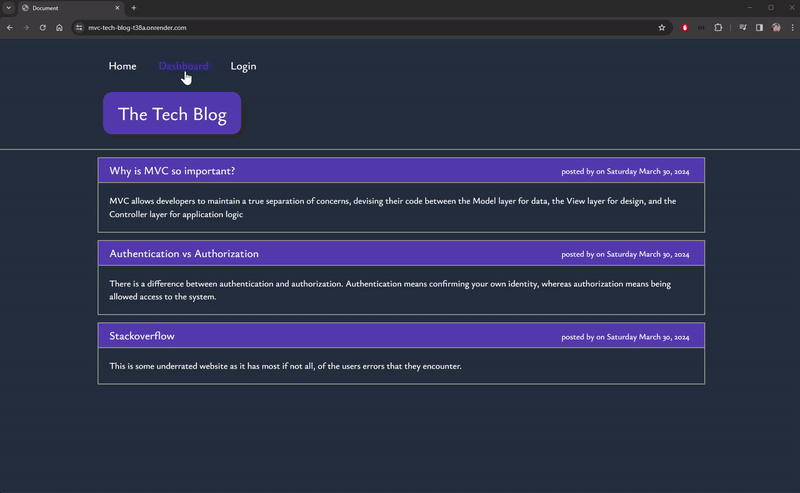 Document
mvc-tech-blog-t38a.onrender.com
Home Dashboard Login
The Tech Blog
Why is MVC so important? posted by on Saturday March 30, 2024
MVC allows developers to maintain a true separation of concerns, devising their code between the Model layer for data, the View layer for design, and the
Controller layer for application logic
Authentication vs Authorization posted by on Saturday March 30, 2024
There is a difference between authentication and authorization. Authentication means confirming your own identity, whereas authorization means being
allowed access to the system.
Stackoverflow posted by on Saturday March 30, 2024
This is some underrated website as it has most if not all, of the users errors that they encounter.